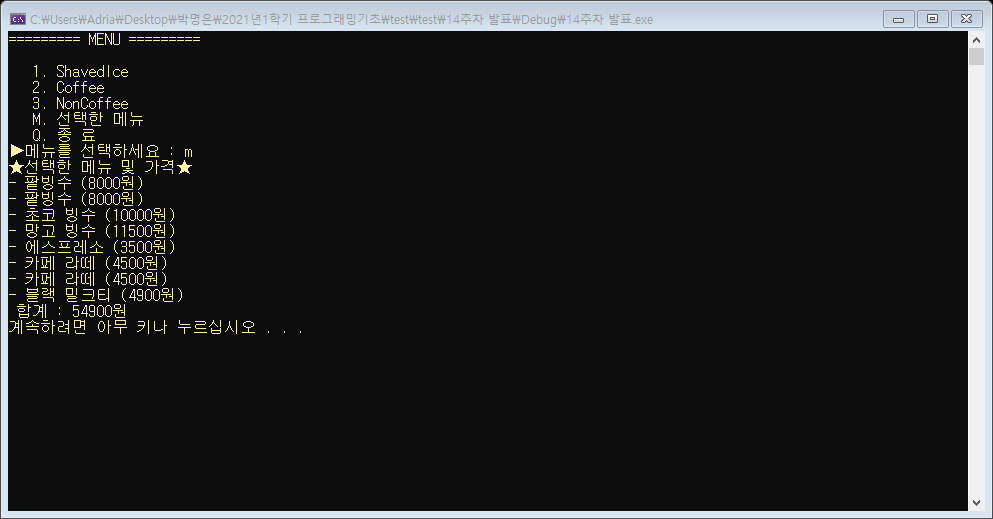 C:\Users\Adria\Desktop\박명은\2021년1학기 프로그래밍기초\test\test\14주차 발표\Debug\14주차 발표.exe
========= MENU =========
1. ShavedIce
2. Coffee
3. NonCoffee
M. 선택한 메뉴
Q. 종 료
▶메뉴를 선택하세요 : m
★선택한 메뉴 및 가격★
- 팥빙수 (8000원)
- 팥빙수 (8000원)
- 초코 빙수 (10000원)
- 망고 빙수 (11500원)
- 에스프레소 (3500원)
- 카페 라떼 (4500원)
- 카페 라떼 (4500원)
- 블랙 밀크티 (4900원)
합계 : 54900원
계속하려면 아무 키나 누르십시오 . . .